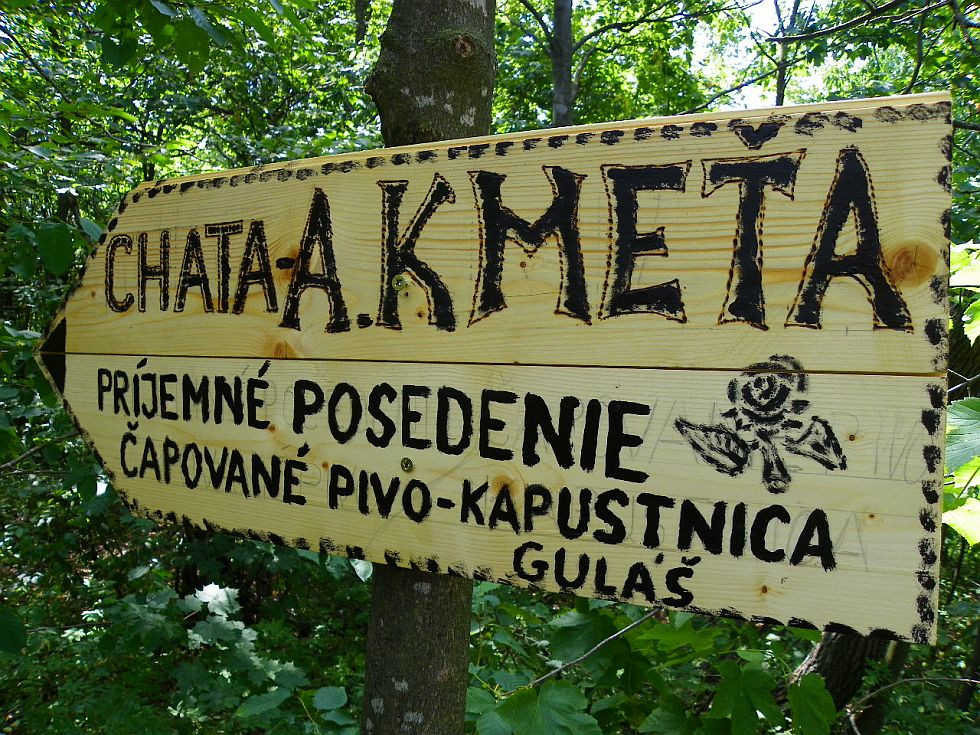 CHATA-A.KMEŤA
PRÍJEMNÉ POSEDENIE
ČAPOVANÉ PIVO-KAPUSTNICA
GULÁŠ